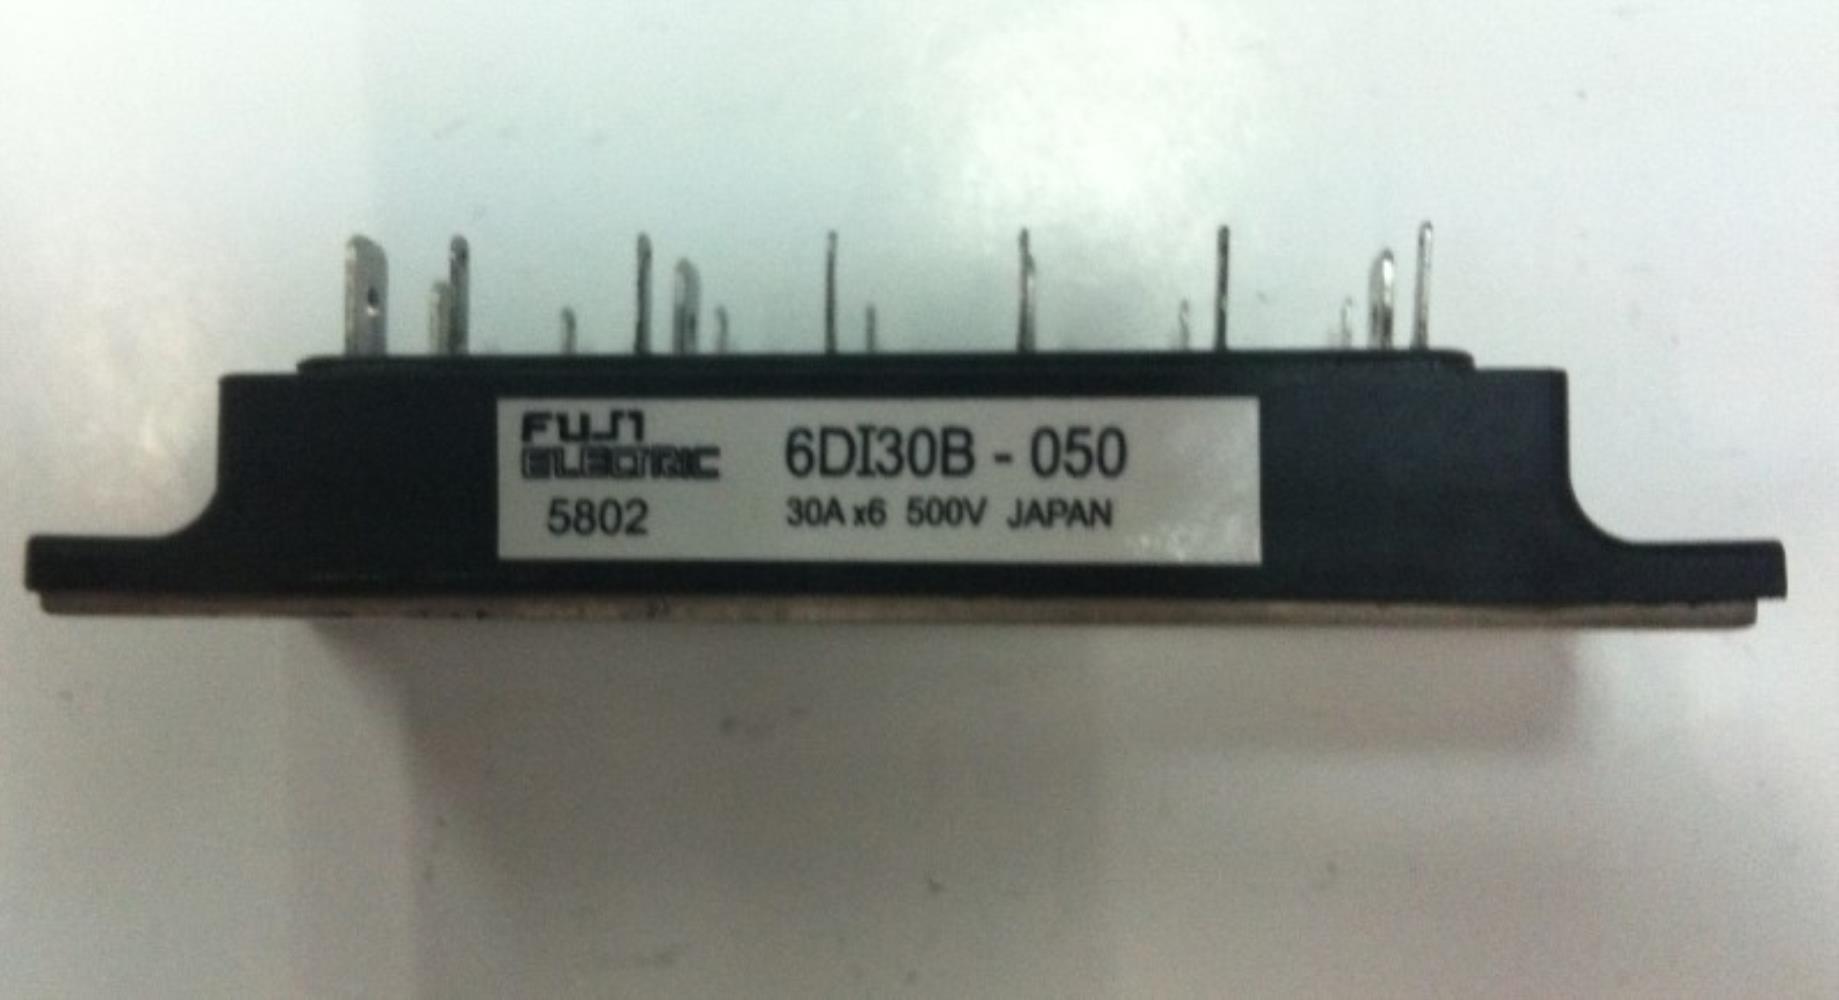 FUJI
ELECTRIC
5802
6DI30B - 050
30A x6 500V JAPAN